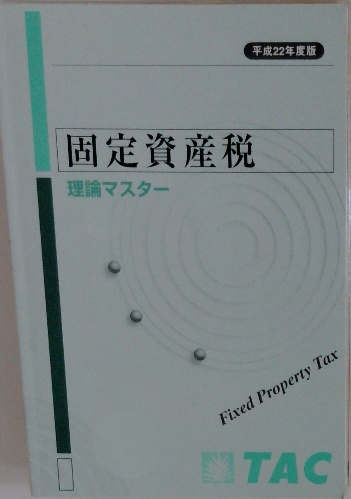 平成22年度版
固定資産税
理論マスター
Fixed Property Tax
TAC